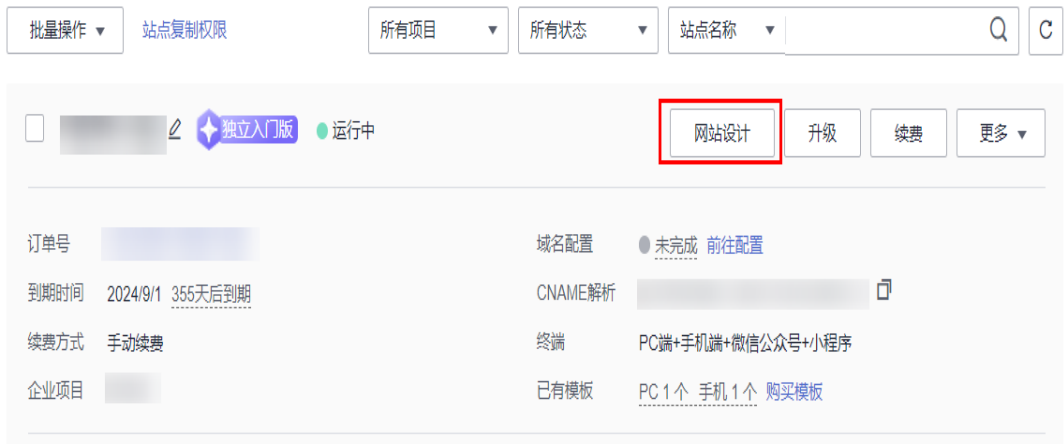 批量操作 站点复制权限 所有项目 所有状态 站点名称
独立入门版 运行中 网站设计 升级 续费 更多
订单号 域名配置 未完成 前往配置
到期时间 2024/9/1 355天后到期 CNAME解析
续费方式 手动续费 终端 PC端+手机端+微信公众号+小程序
企业项目 已有模板 PC 1 个 手机 1 个 购买模板